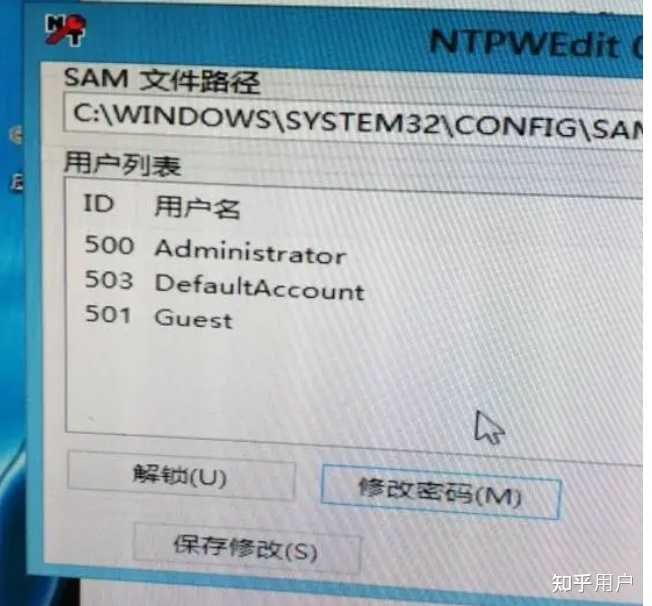 NTPWEdit
SAM 文件路径
C:\WINDOWS\SYSTEM32\CONFIG\SAM
用户列表
ID 用户名
500 Administrator
503 DefaultAccount
501 Guest
解锁(U)
修改密码(M)
保存修改(S)
知乎用户